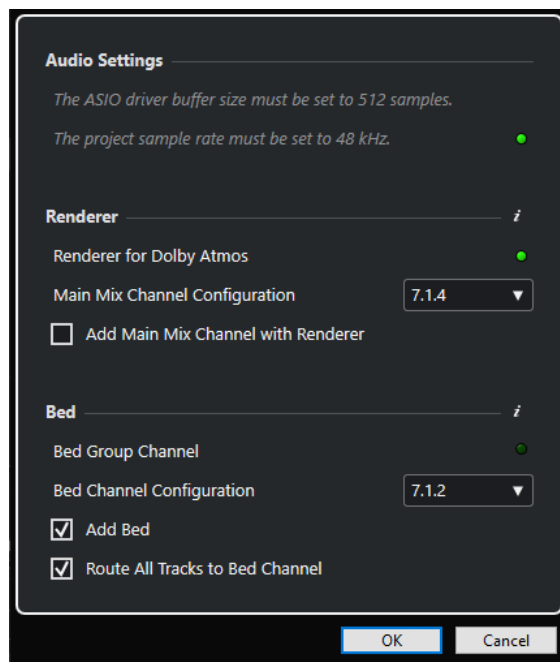 Audio Settings
The ASIO driver buffer size must be set to 512 samples.
The project sample rate must be set to 48 kHz.
Renderer i
Renderer for Dolby Atmos
Main Mix Channel Configuration 7.1.4
Add Main Mix Channel with Renderer
Bed i
Bed Group Channel
Bed Channel Configuration 7.1.2
Add Bed
Route All Tracks to Bed Channel
OK Cancel